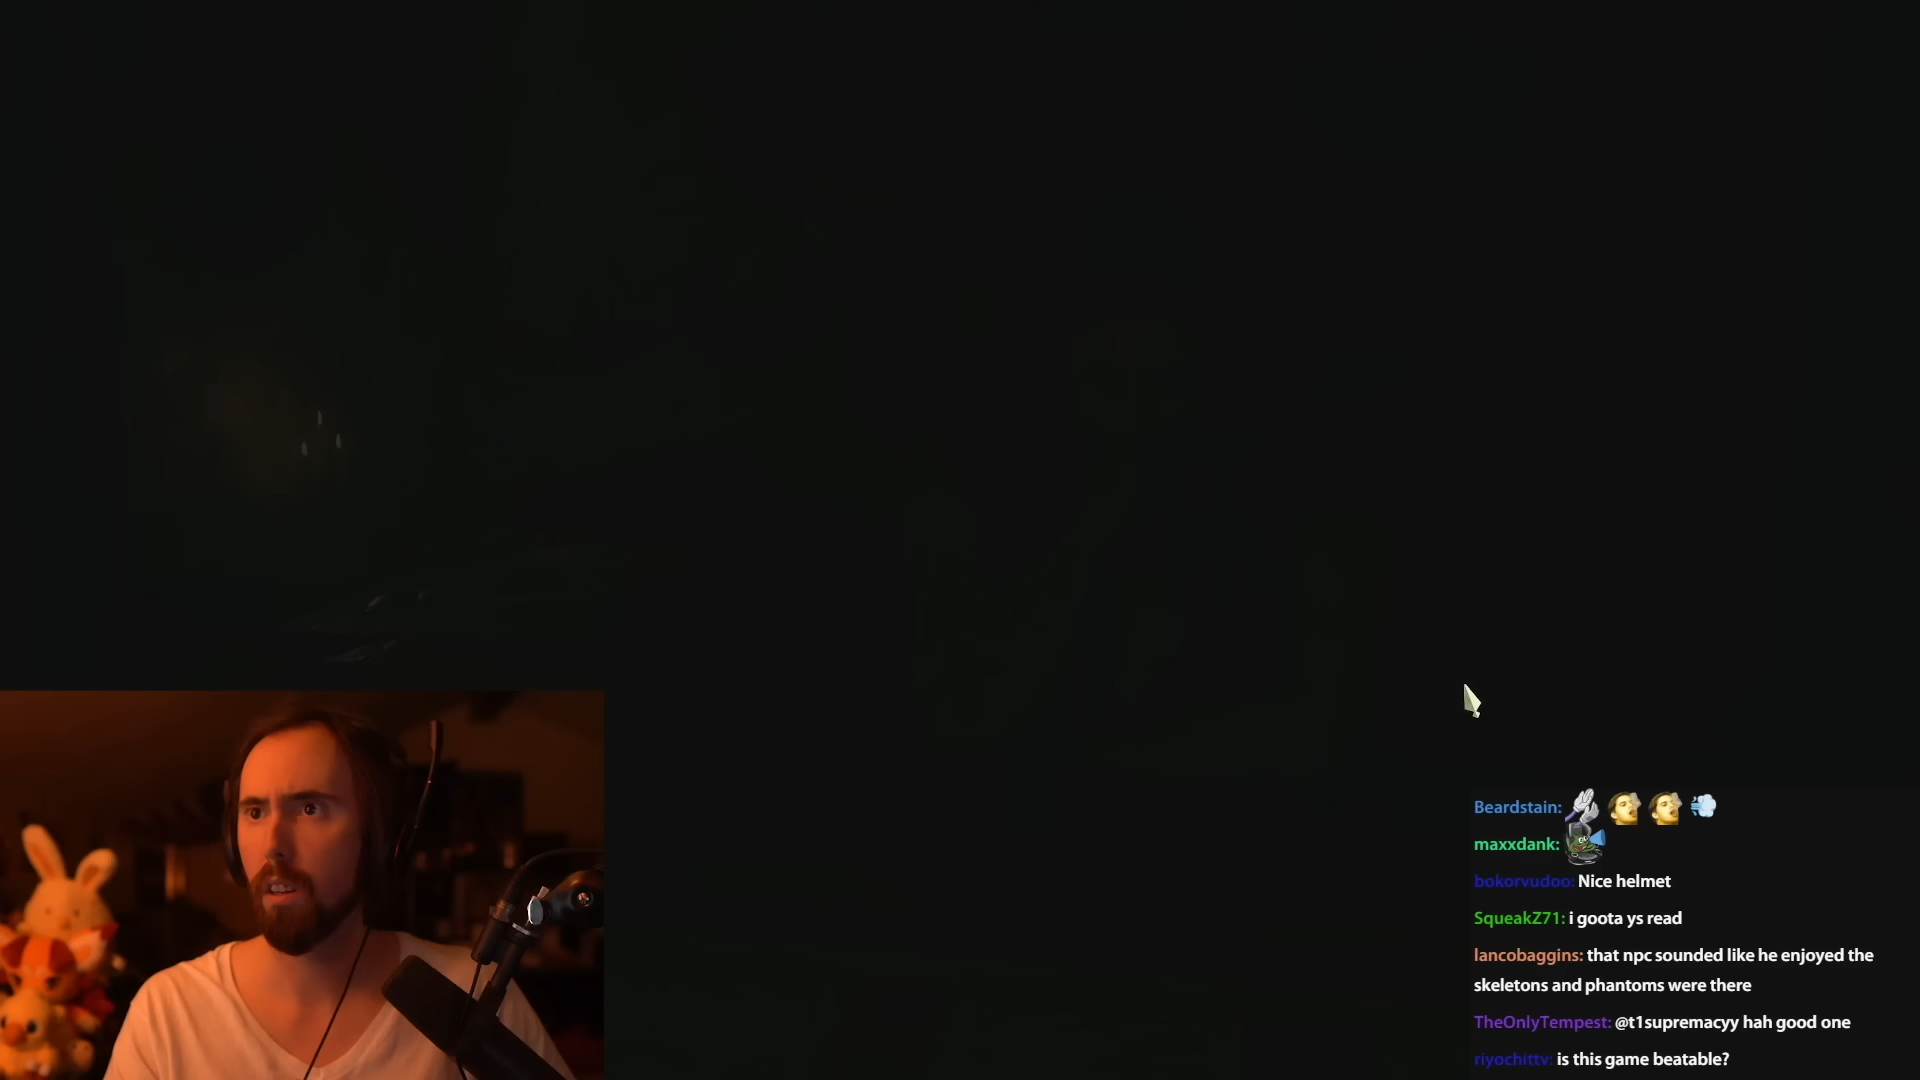 Beardstain:
maxxdank:
bokorvudoo: Nice helmet
SqueakZ71: i goota ys read
lancobaggins: that npc sounded like he enjoyed the
skeletons and phantoms were there
TheOnlyTempest: @t1supremacyy hah good one
riyochittv: is this game beatable?